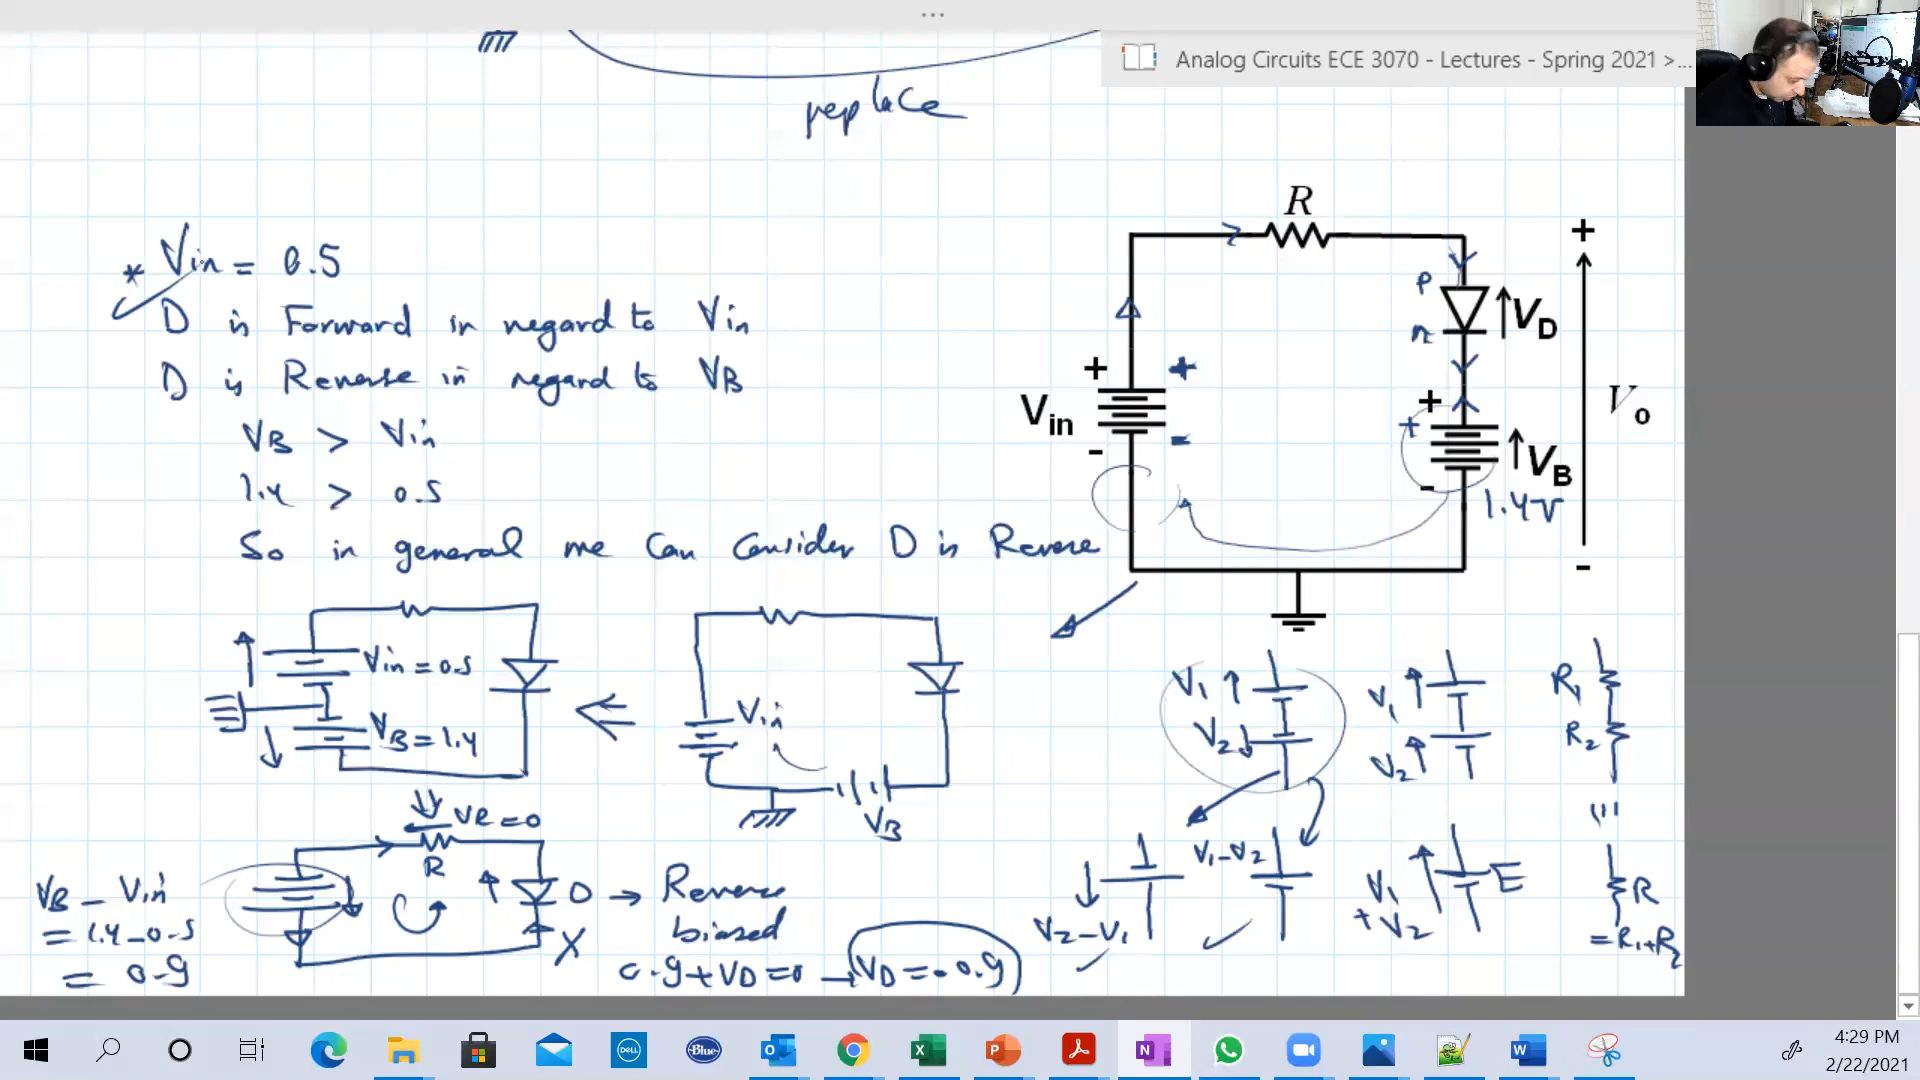 ...
Analog Circuits ECE 3070 - Lectures - Spring 2021 >...
replace
* Vin = 0.5
D is Forward in regard to Vin
D is Reverse in regard to VB
VB > Vin
1.4 > 0.5
So in general we can consider D is Reverse
R
+
P
n
VD
+ +
Vin
- -
+
+
VB
-
1.4V
Vo
-
Vin = 0.5
VB = 1.4
Vin
VB
V1
V2
V1
V2
R1
R2
VR = 0
R
D → Reverse
biased
X
0.9 + VD = 0 → VD = -0.9
VB - Vin
= 1.4 - 0.5
= 0.9
V2 - V1
V1 - V2
V1
+ V2
E
R
= R1 + R2
4:29 PM
2/22/2021
DELL
Blue